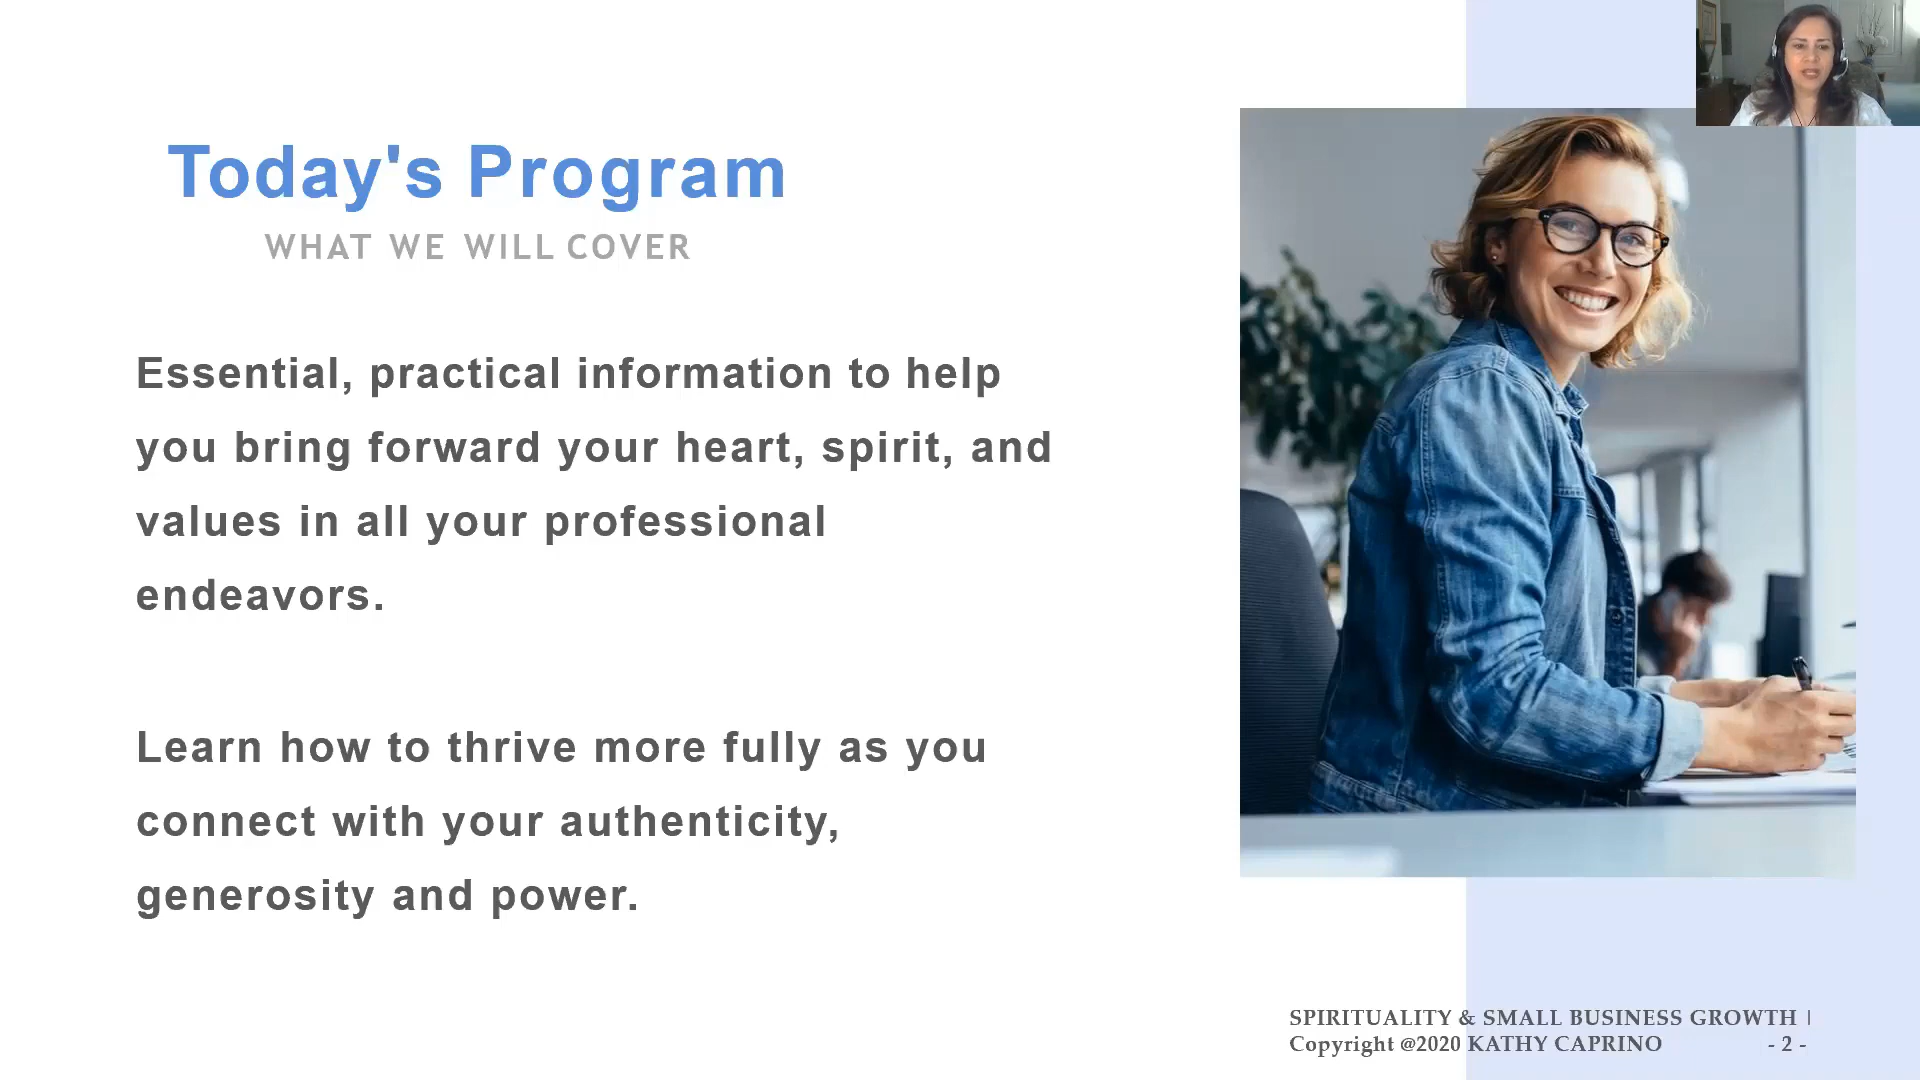 Today's Program
WHAT WE WILL COVER
Essential, practical information to help
you bring forward your heart, spirit, and
values in all your professional
endeavors.
Learn how to thrive more fully as you
connect with your authenticity,
generosity and power.
SPIRITUALITY & SMALL BUSINESS GROWTH |
Copyright @2020 KATHY CAPRINO - 2 -